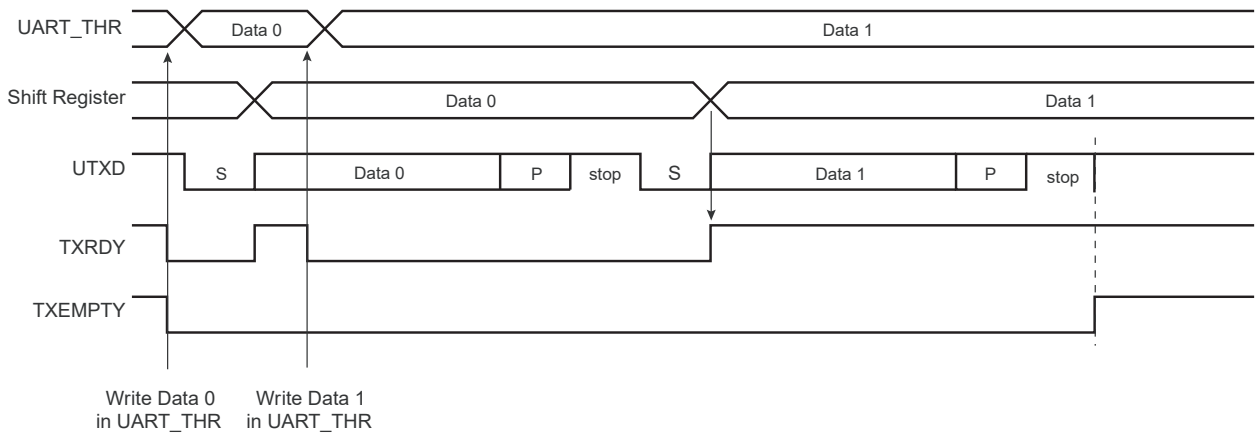 UART_THR
Data 0
Data 1
Shift Register
Data 0
Data 1
UTXD
S
Data 0
P
stop
S
Data 1
P
stop
TXRDY
TXEMPTY
Write Data 0
in UART_THR
Write Data 1
in UART_THR